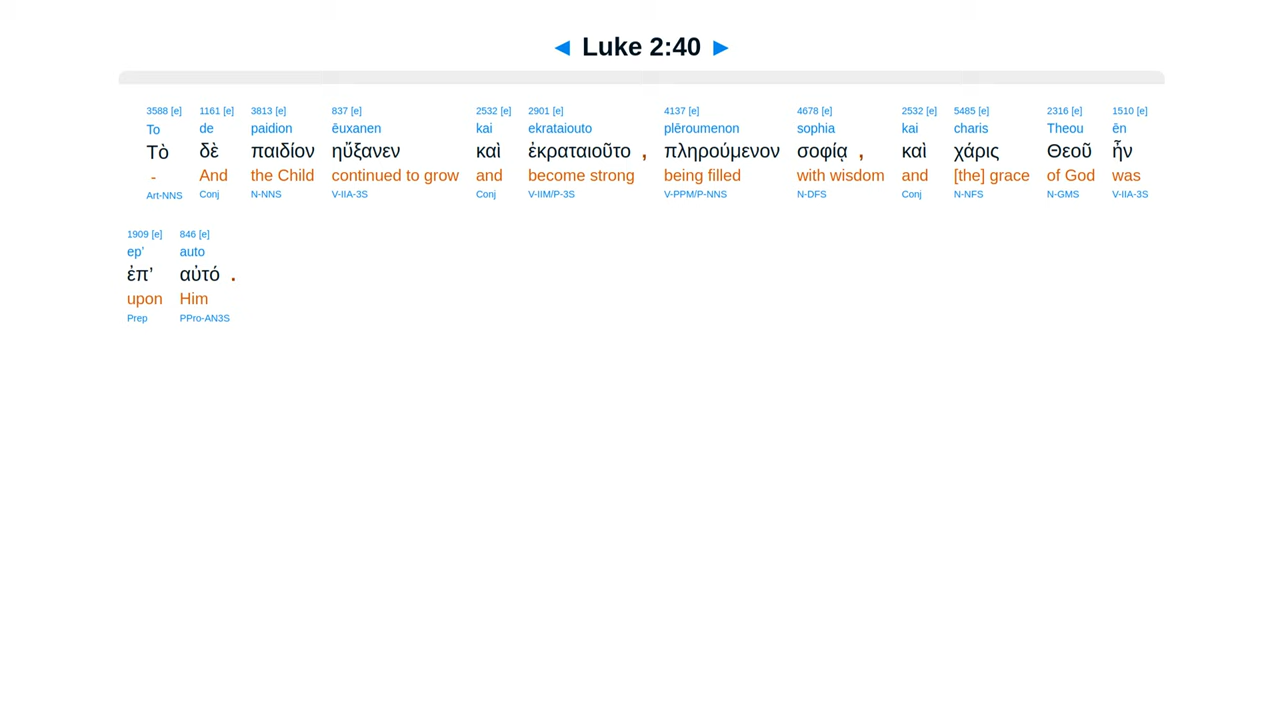 ◄ Luke 2:40 ►
3588 [e] 1161 [e] 3813 [e] 837 [e] 2532 [e] 2901 [e] 4137 [e] 4678 [e] 2532 [e] 5485 [e] 2316 [e] 1510 [e]
To de paidion ēuxanen kai ekrataiouto plēroumenon sophia kai charis Theou ēn
Τὸ δὲ παιδίον ηὔξανεν καὶ ἐκραταιοῦτο , πληρούμενον σοφίᾳ , καὶ χάρις Θεοῦ ἦν
- And the Child continued to grow and become strong being filled with wisdom and [the] grace of God was
Art-NNS Conj N-NNS V-IIA-3S Conj V-IIM/P-3S V-PPM/P-NNS N-DFS Conj N-NFS N-GMS V-IIA-3S
1909 [e] 846 [e]
ep’ auto
ἐπ’ αὐτό .
upon Him
Prep PPro-AN3S